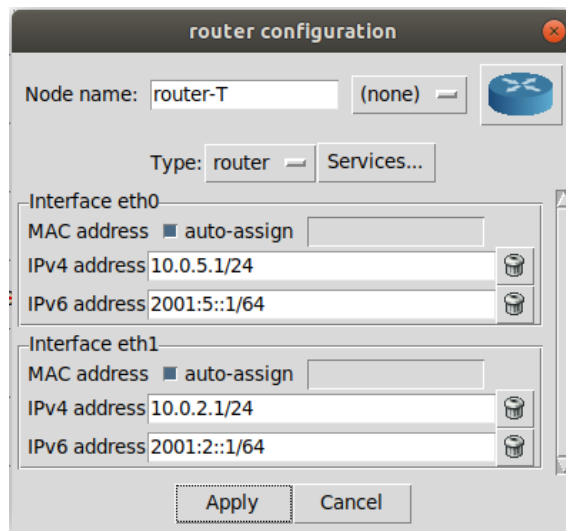 router configuration
Node name: router-T (none)
Type: router Services...
Interface eth0
MAC address auto-assign
IPv4 address 10.0.5.1/24
IPv6 address 2001:5::1/64
Interface eth1
MAC address auto-assign
IPv4 address 10.0.2.1/24
IPv6 address 2001:2::1/64
Apply Cancel